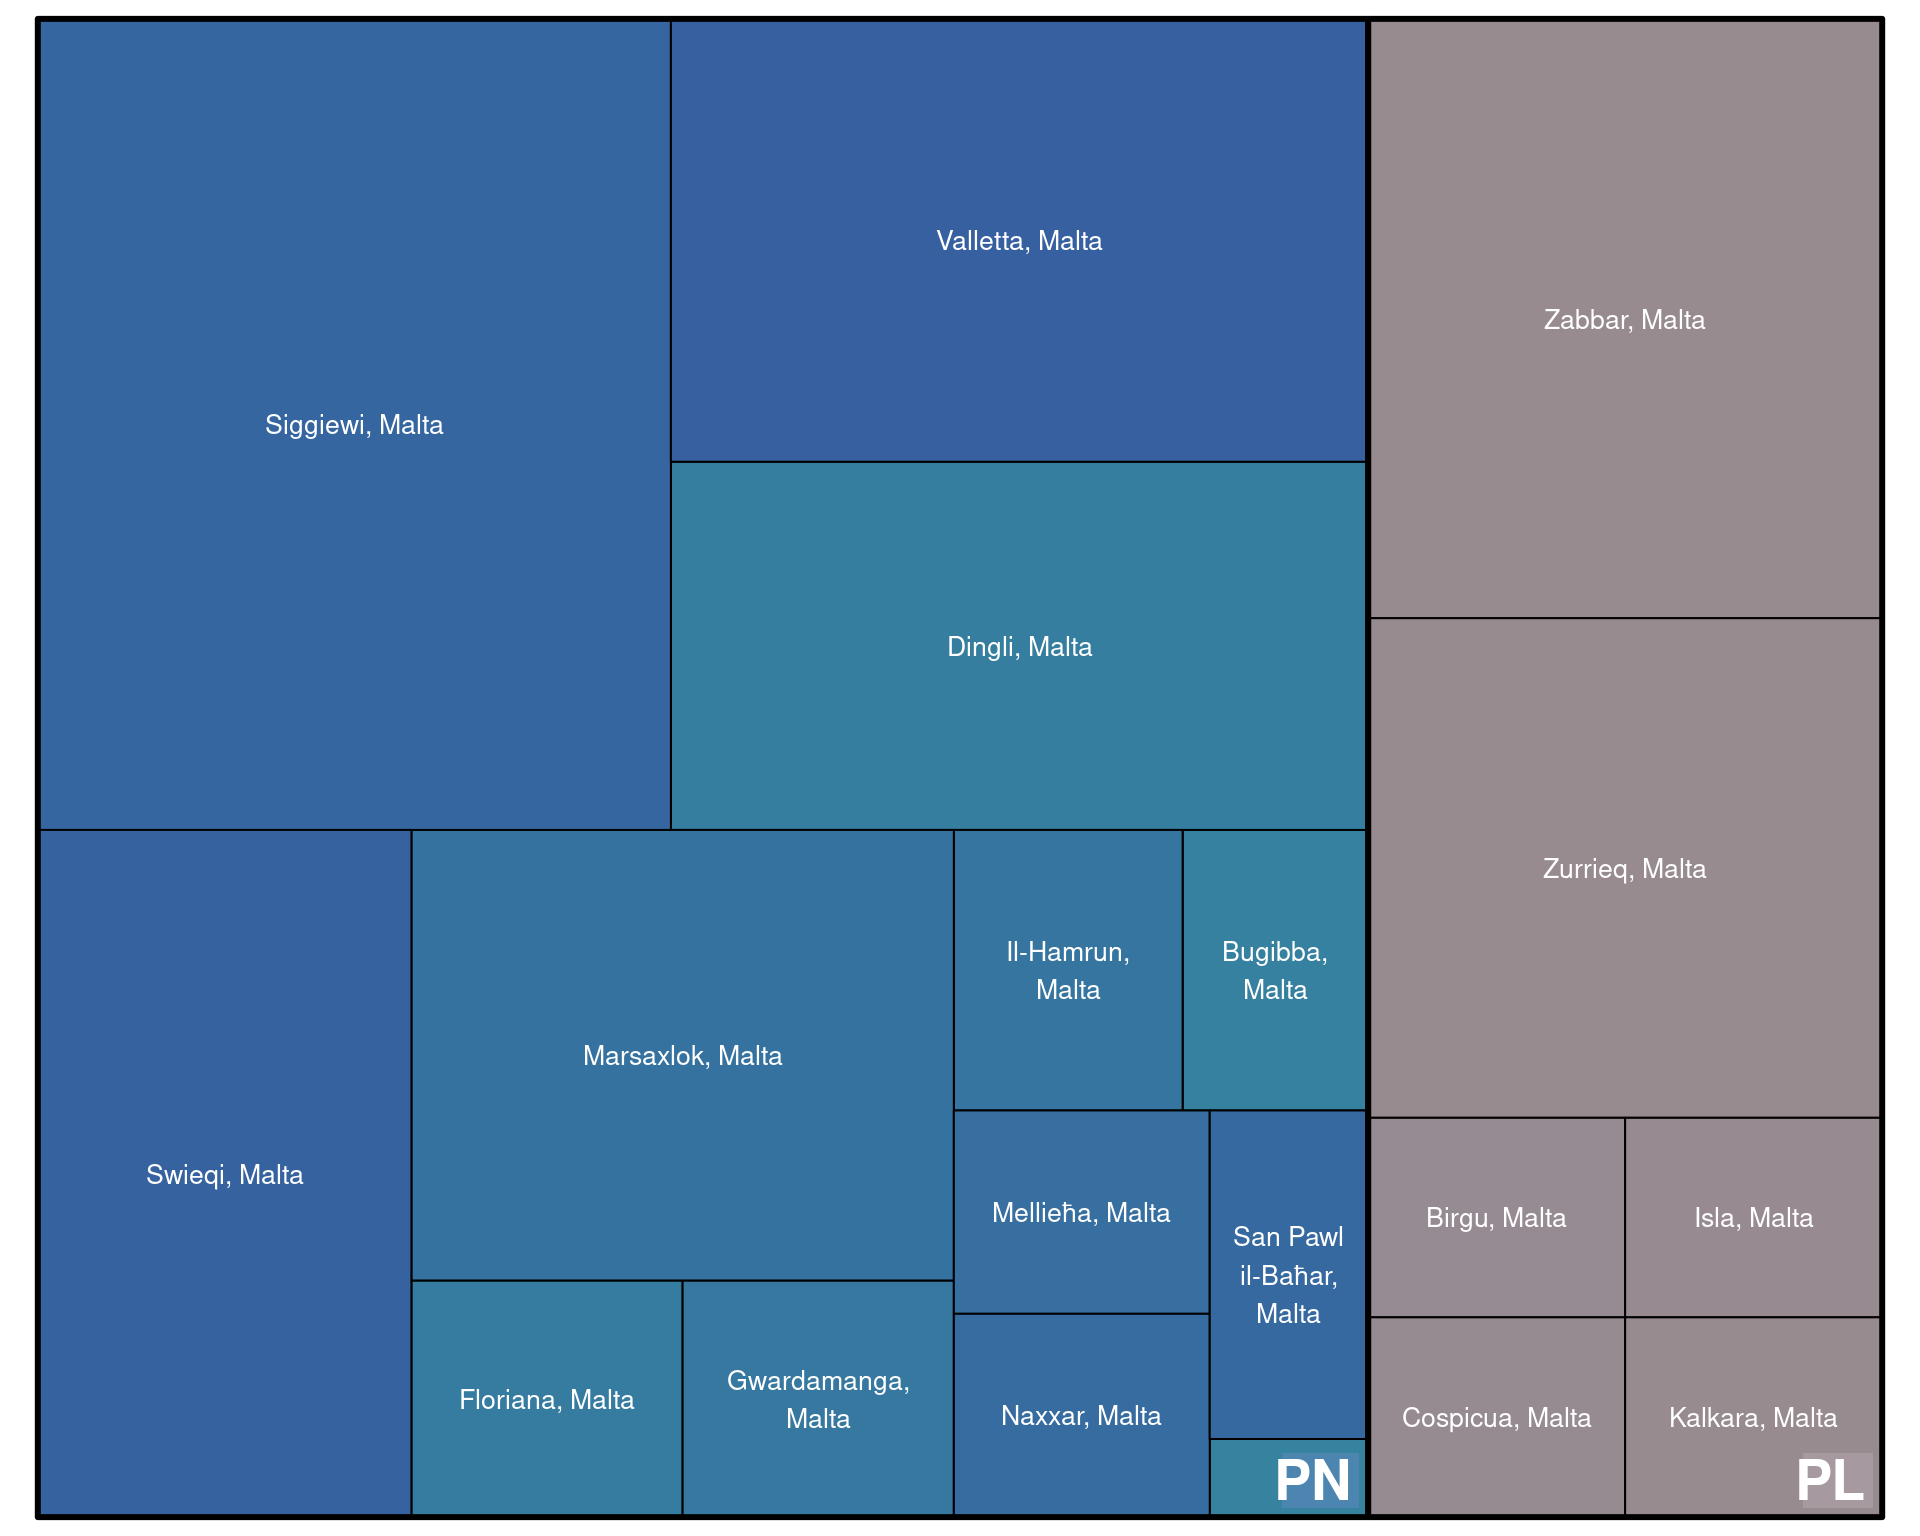 Siggiewi, Malta
Valletta, Malta
Dingli, Malta
Swieqi, Malta
Marsaxlok, Malta
Floriana, Malta
Gwardamanga,
Malta
Il-Hamrun,
Malta
Bugibba,
Malta
Mellieħa, Malta
San Pawl
il-Baħar,
Malta
Naxxar, Malta
PN
Zabbar, Malta
Zurrieq, Malta
Birgu, Malta
Isla, Malta
Cospicua, Malta
Kalkara, Malta
PL